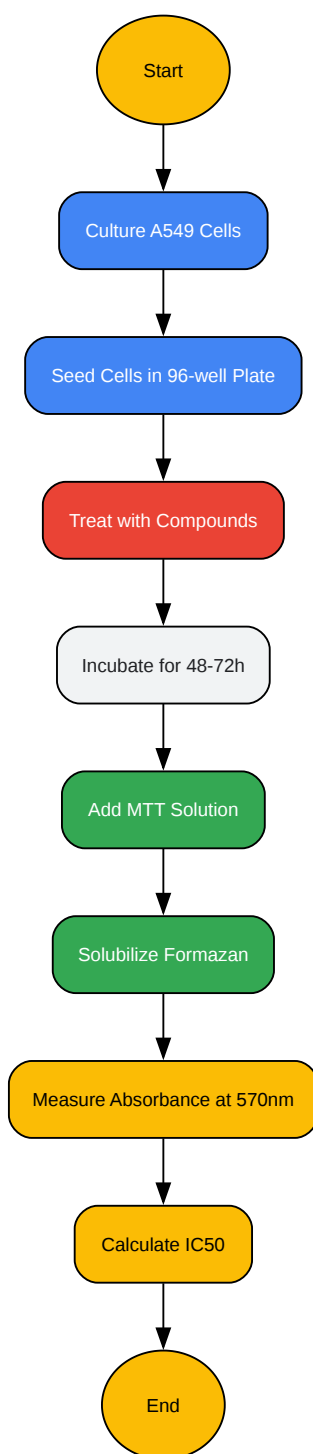 Start
Culture A549 Cells
Seed Cells in 96-well Plate
Treat with Compounds
Incubate for 48-72h
Add MTT Solution
Solubilize Formazan
Measure Absorbance at 570nm
Calculate IC50
End